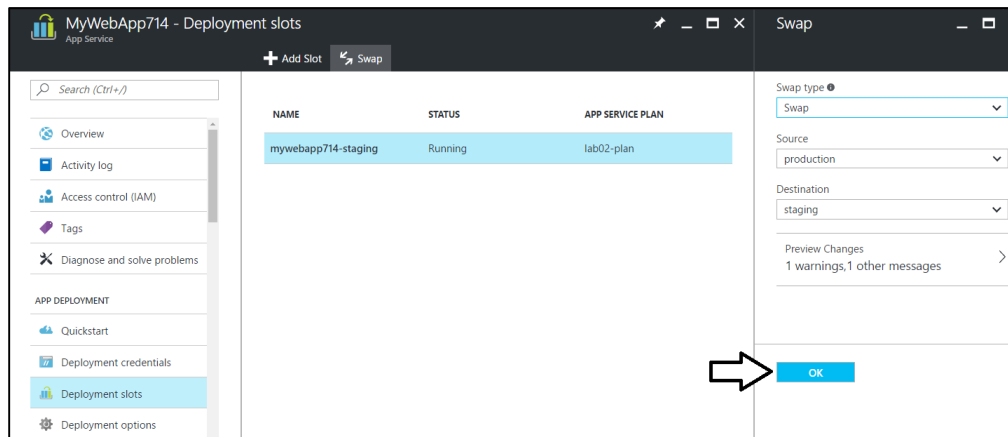 MyWebApp714 - Deployment slots
App Service
Add Slot
Swap
Search (Ctrl+/)
Overview
Activity log
Access control (IAM)
Tags
Diagnose and solve problems
APP DEPLOYMENT
Quickstart
Deployment credentials
Deployment slots
Deployment options
NAME STATUS APP SERVICE PLAN
mywebapp714-staging Running lab02-plan
Swap
Swap type
Swap
Source
production
Destination
staging
Preview Changes
1 warnings,1 other messages
OK